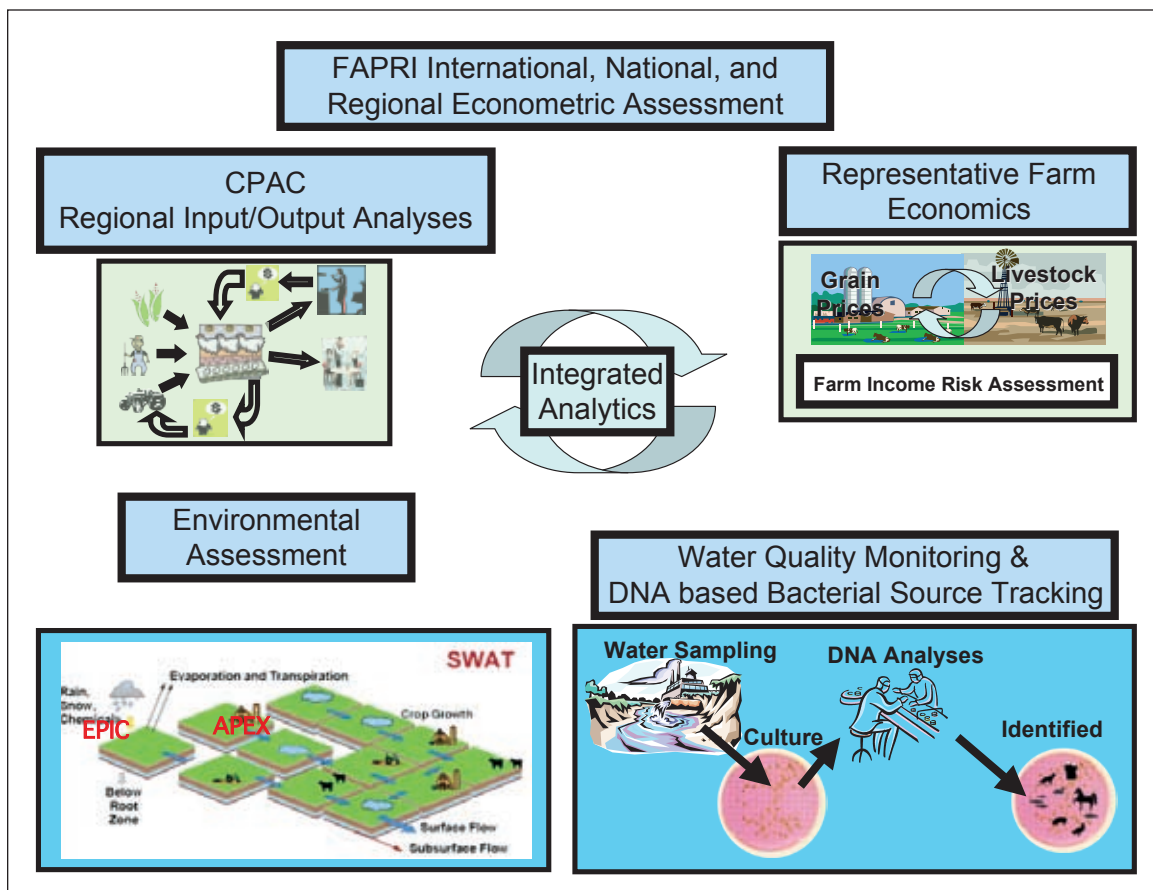 FAPRI International, National, and
Regional Econometric Assessment
CPAC
Regional Input/Output Analyses
Representative Farm
Economics
Grain
Prices
Livestock
Prices
Farm Income Risk Assessment
Integrated
Analytics
Environmental
Assessment
Water Quality Monitoring &
DNA based Bacterial Source Tracking
SWAT
Evaporation and Transpiration
Rain,
Snow,
Chemicals
EPIC
APEX
Crop Growth
Below
Root
Zone
Surface Flow
Subsurface Flow
Water Sampling
DNA Analyses
Culture
Identified